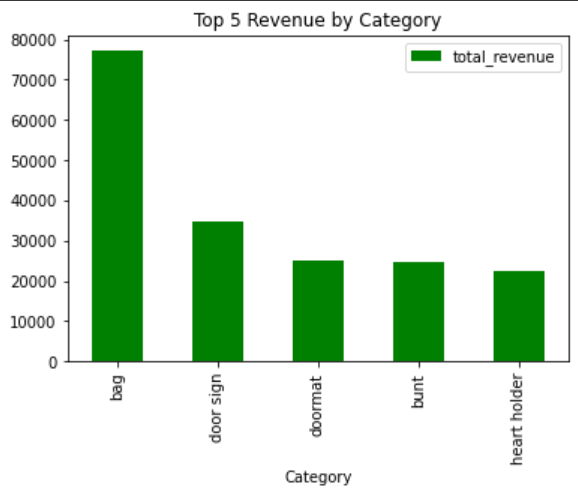 Top 5 Revenue by Category
total_revenue
80000
70000
60000
50000
40000
30000
20000
10000
0
bag
door sign
doormat
bunt
heart holder
Category